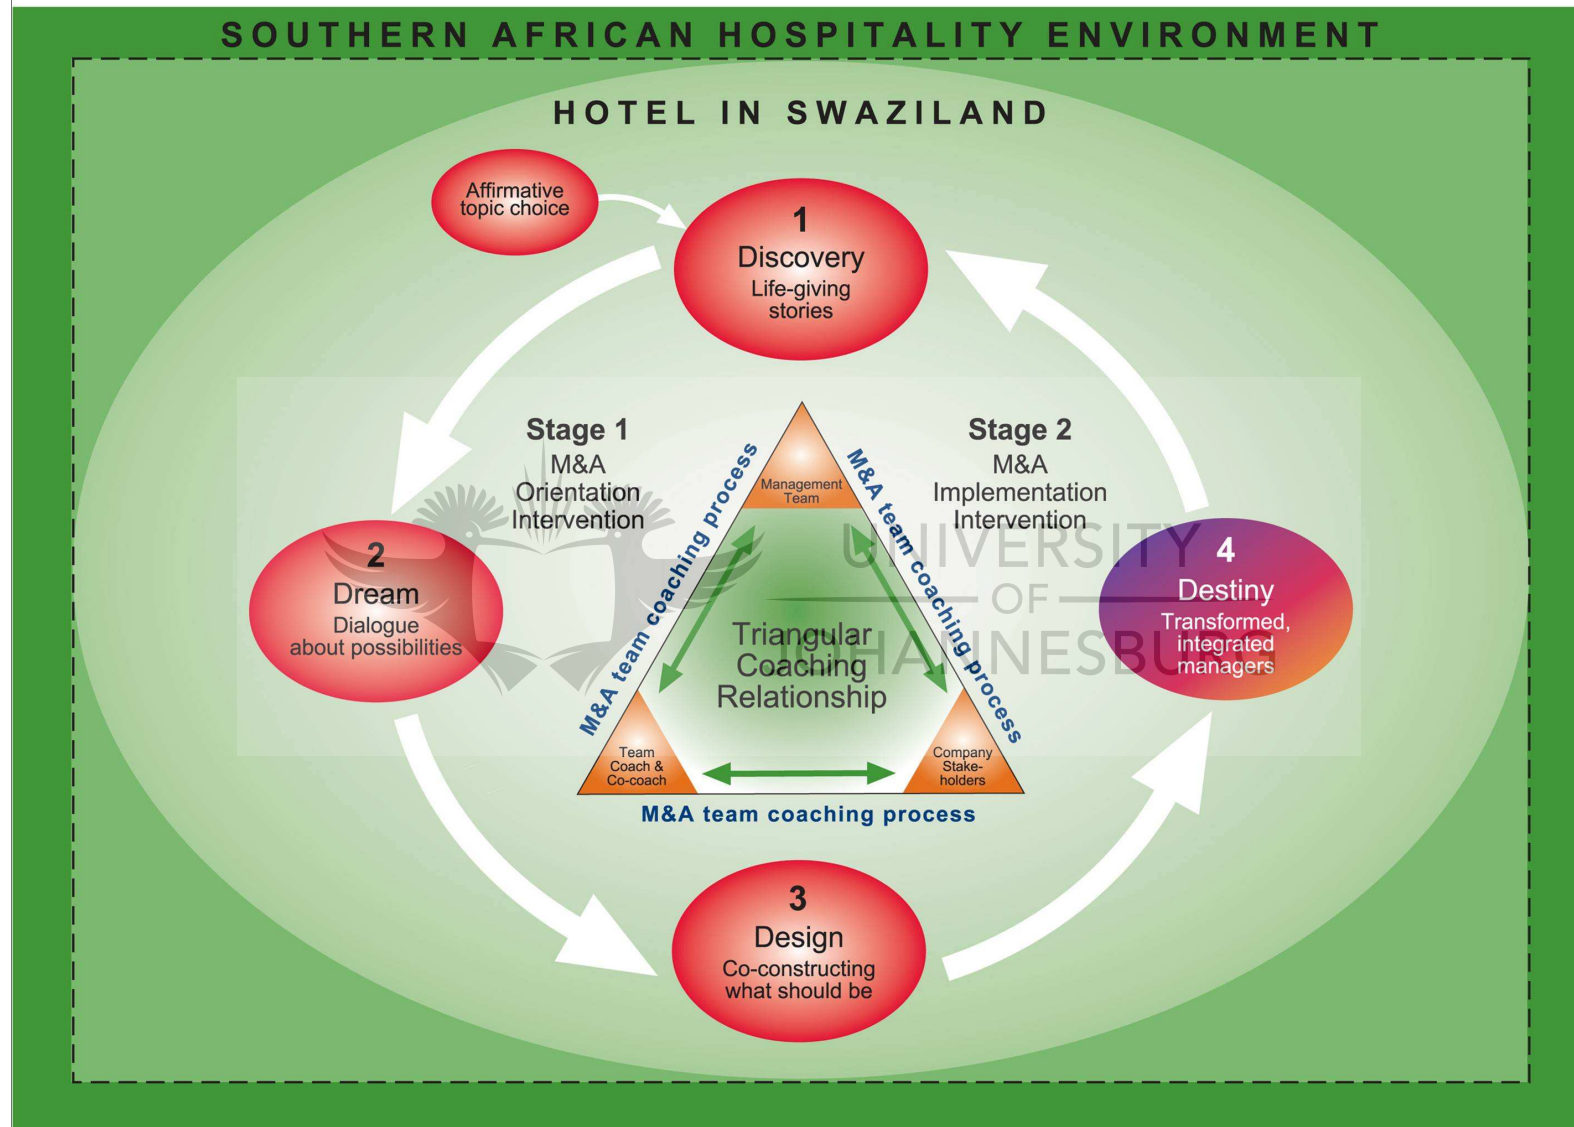 SOUTHERN AFRICAN HOSPITALITY ENVIRONMENT
HOTEL IN SWAZILAND
Affirmative
topic choice
1
Discovery
Life-giving
stories
Stage 1
M&A
Orientation
Intervention
Stage 2
M&A
Implementation
Intervention
M&A team coaching process
M&A team coaching process
Management
Team
2
Dream
Dialogue
about possibilities
4
Destiny
Transformed,
integrated
managers
UNIVERSITY
OF
JOHANNESBURG
Triangular
Coaching
Relationship
Team
Coach &
Co-coach
Company
Stake-
holders
M&A team coaching process
3
Design
Co-constructing
what should be